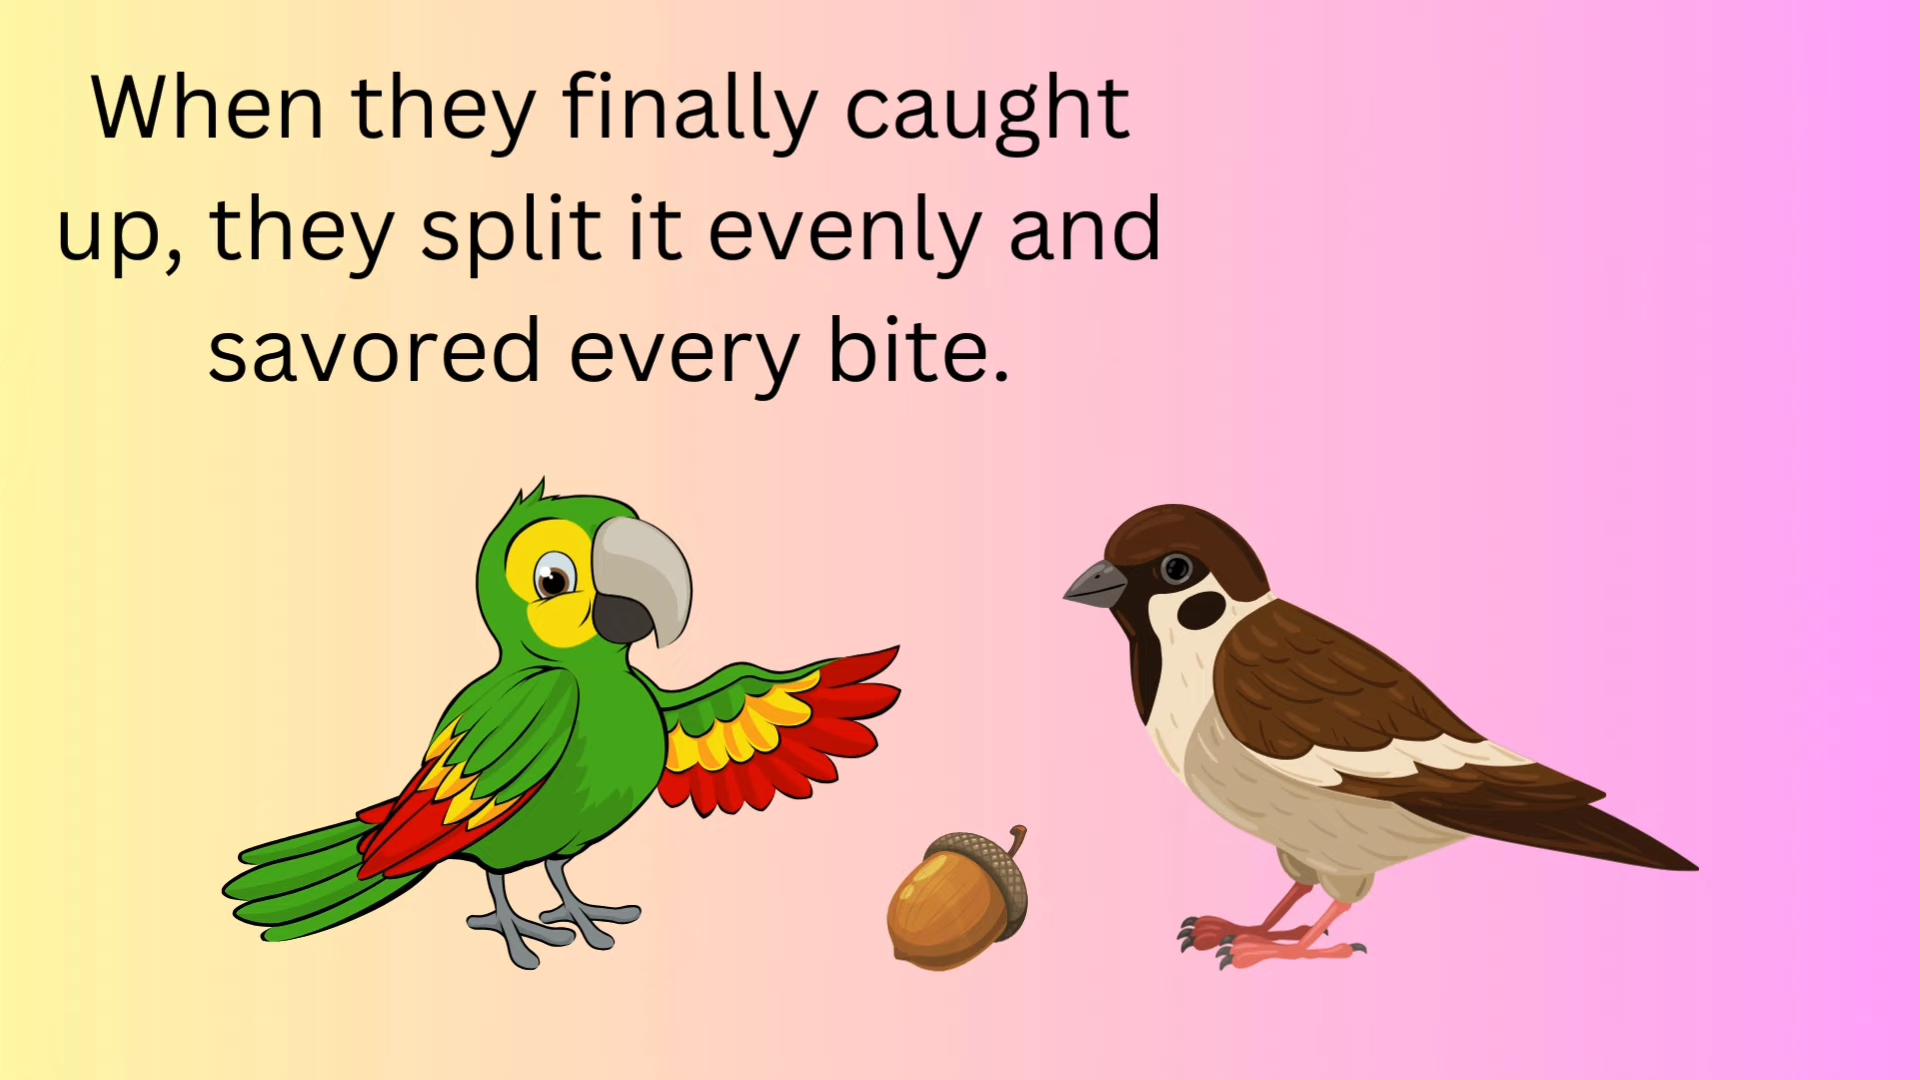 When they finally caught
up, they split it evenly and
savored every bite.